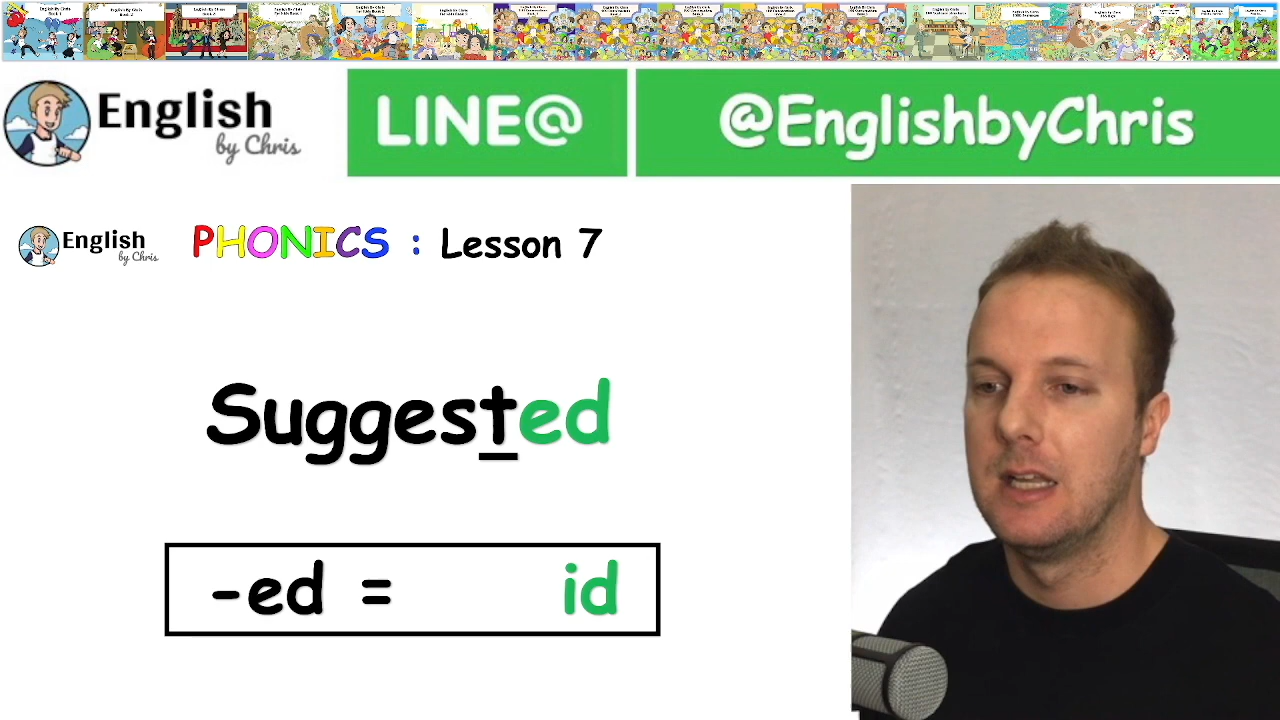 English
by Chris
LINE@
@EnglishbyChris
English
by Chris
PHONICS : Lesson 7
Suggested
-ed = id